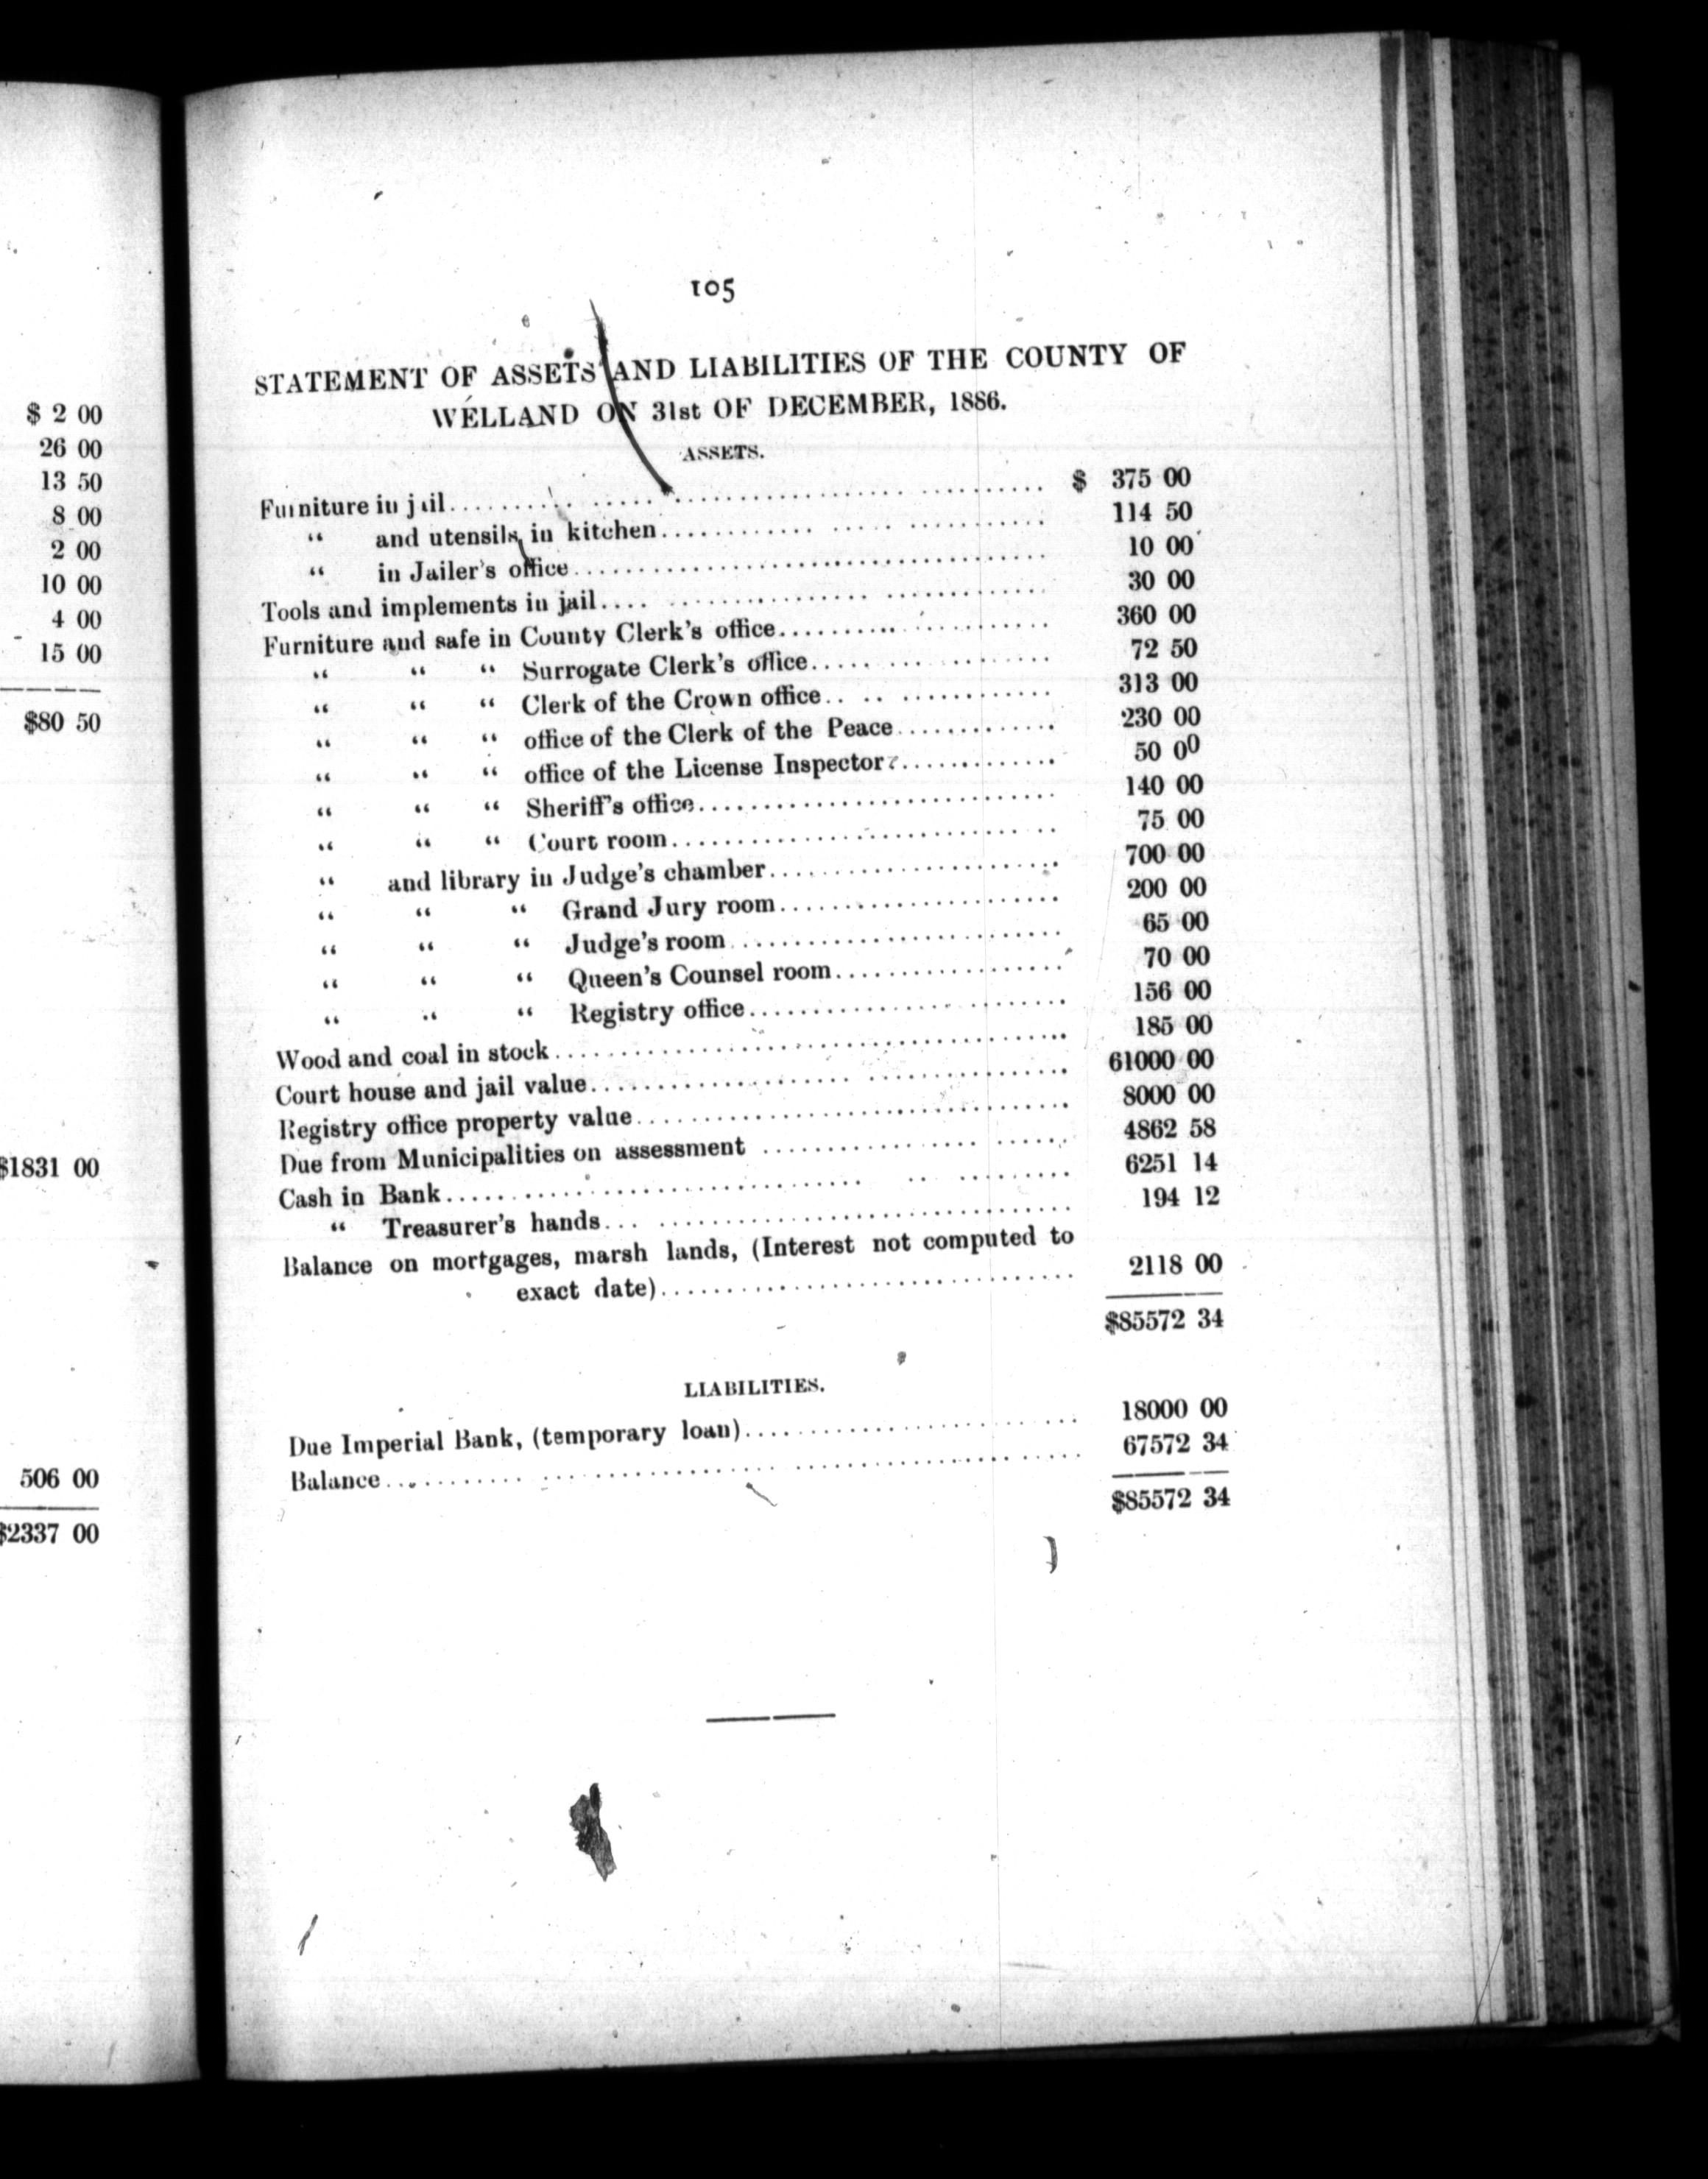 $ 2 00
26 00
13 50
8 00
2 00
10 00
4 00
15 00
$80 50
$1831 00
506 00
$2337 00
105
STATEMENT OF ASSETS AND LIABILITIES OF THE COUNTY OF
WELLAND ON 31st OF DECEMBER, 1886.
ASSETS.
Furniture in jail.......... $ 375 00
“ and utensils in kitchen.......... 114 50
“ in Jailer's office.......... 10 00
Tools and implements in jail.......... 30 00
Furniture and safe in County Clerk's office.......... 360 00
“ “ “ Surrogate Clerk's office.......... 72 50
“ “ “ Clerk of the Crown office.......... 313 00
“ “ “ office of the Clerk of the Peace.......... 230 00
“ “ “ office of the License Inspector.......... 50 00
“ “ “ Sheriff's office.......... 140 00
“ “ “ Court room.......... 75 00
“ and library in Judge's chamber.......... 700 00
“ “ “ Grand Jury room.......... 200 00
“ “ “ Judge's room.......... 65 00
“ “ “ Queen's Counsel room.......... 70 00
“ “ “ Registry office.......... 156 00
Wood and coal in stock.......... 185 00
Court house and jail value.......... 61000 00
Registry office property value.......... 8000 00
Due from Municipalities on assessment .......... 4862 58
Cash in Bank.......... 6251 14
“ Treasurer's hands.......... 194 12
Balance on mortgages, marsh lands, (Interest not computed to
exact date).......... 2118 00
$85572 34
LIABILITIES.
Due Imperial Bank, (temporary loan).......... 18000 00
Balance.......... 67572 34
$85572 34